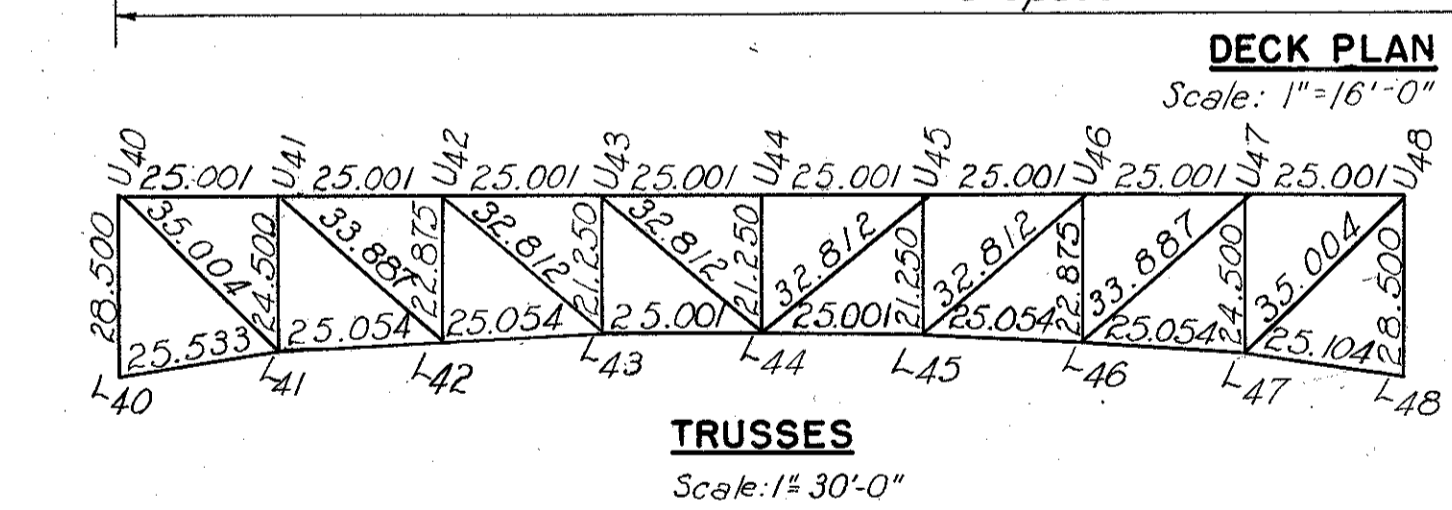 DECK PLAN
Scale: 1"=16'-0"
U40 U41 U42 U43 U44 U45 U46 U47 U48
25.001 25.001 25.001 25.001 25.001 25.001 25.001 25.001
28.500 35.004 24.500 33.887 22.875 32.812 21.250 32.812 21.250 32.812 21.250 32.812 22.875 33.887 24.500 35.004 28.500
25.533 25.054 25.054 25.001 25.001 25.054 25.054 25.104
L40 L41 L42 L43 L44 L45 L46 L47 L48
TRUSSES
Scale: 1"=30'-0"